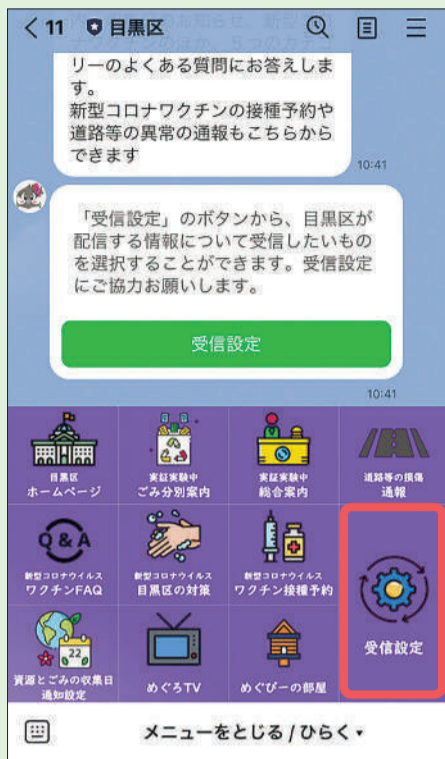 11 目黒区
リーのよくある質問にお答えしま
す。
新型コロナワクチンの接種予約や
道路等の異常の通報もこちらから
できます
10:41
「受信設定」のボタンから、目黒区が
配信する情報について受信したいもの
を選択することができます。受信設定
にご協力お願いします。
受信設定
10:41
目黒区
ホームページ
実証実験中
ごみ分別案内
実証実験中
総合案内
道路等の損傷
通報
Q & A
新型コロナウイルス
ワクチンFAQ
新型コロナウイルス
目黒区の対策
新型コロナウイルス
ワクチン接種予約
受信設定
22
資源とごみの収集日
通知設定
めぐろTV
めぐぴーの部屋
メニューをとじる / ひらく